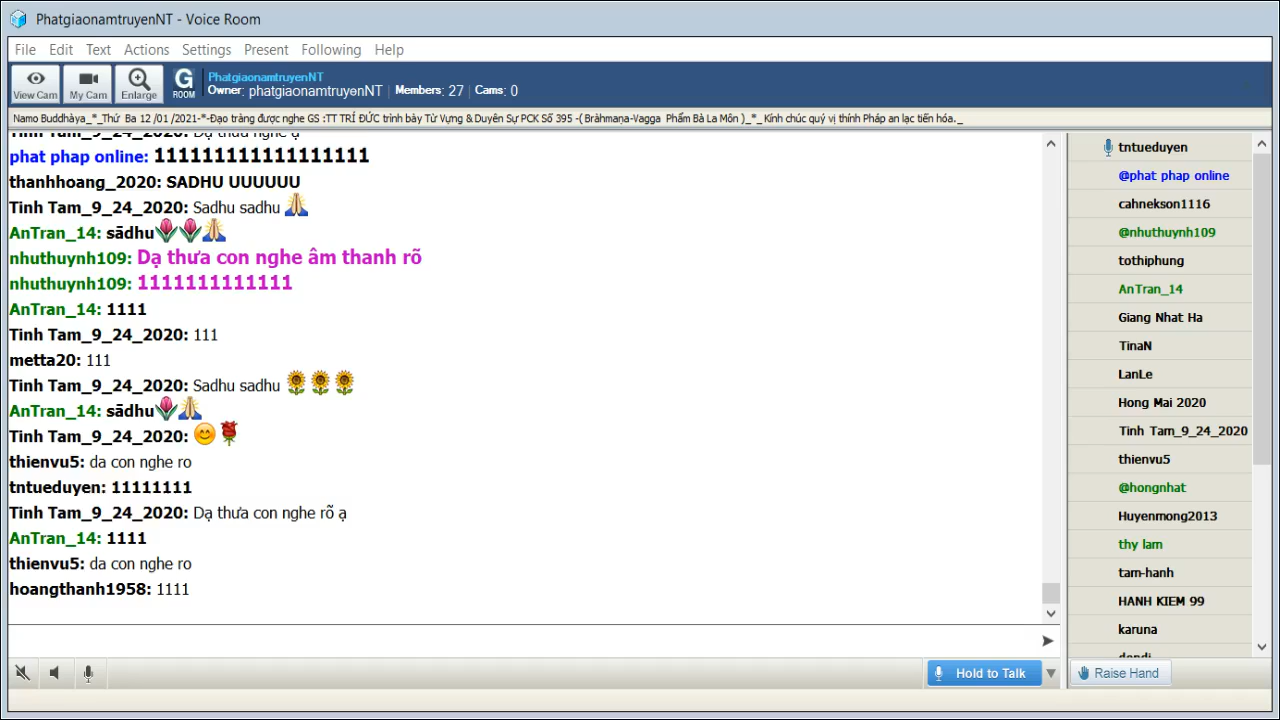 PhatgiaonamtruyenNT - Voice Room
File Edit Text Actions Settings Present Following Help
View Cam My Cam Enlarge G ROOM
PhatgiaonamtruyenNT
Owner: phatgiaonamtruyenNT Members: 27 Cams: 0
Namo Buddhàya_*_Thứ Ba 12 /01 /2021-*-Đạo tràng được nghe GS :TT TRÍ ĐỨC trình bày Từ Vựng & Duyên Sự PCK Số 395 -( Brāhmaṇa-Vagga Phẩm Bà La Môn )_*_ Kính chúc quý vị thính Pháp an lạc tiến hóa._
Tinh Tam_9_24_2020: Dạ thưa nghe ạ
phat phap online: 111111111111111111
thanhhoang_2020: SADHU UUUUUU
Tinh Tam_9_24_2020: Sadhu sadhu
AnTran_14: sādhu
nhuthuynh109: Dạ thưa con nghe âm thanh rõ
nhuthuynh109: 1111111111111
AnTran_14: 1111
Tinh Tam_9_24_2020: 111
metta20: 111
Tinh Tam_9_24_2020: Sadhu sadhu
AnTran_14: sādhu
Tinh Tam_9_24_2020:
thienvu5: da con nghe ro
tntueduyen: 11111111
Tinh Tam_9_24_2020: Dạ thưa con nghe rõ ạ
AnTran_14: 1111
thienvu5: da con nghe ro
hoangthanh1958: 1111
tntueduyen
@phat phap online
cahnekson1116
@nhuthuynh109
tothiphung
AnTran_14
Giang Nhat Ha
TinaN
LanLe
Hong Mai 2020
Tinh Tam_9_24_2020
thienvu5
@hongnhat
Huyenmong2013
thy lam
tam-hanh
HANH KIEM 99
karuna
Hold to Talk
Raise Hand